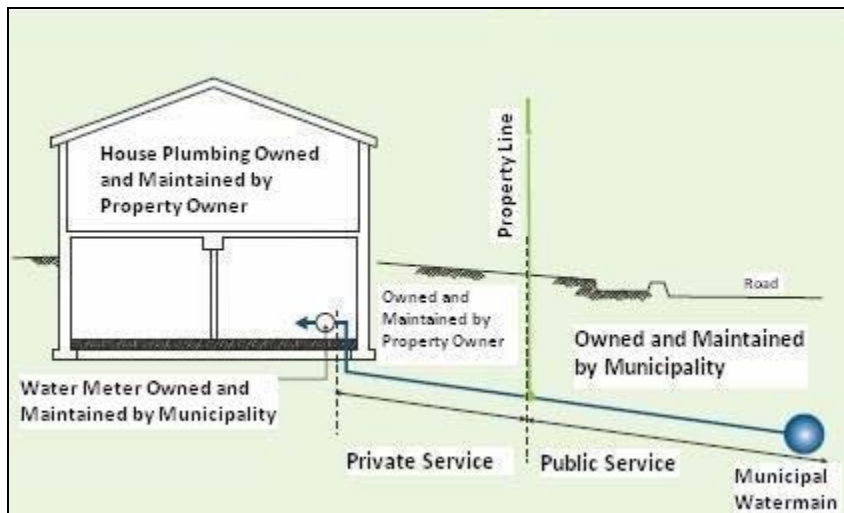 House Plumbing Owned
and Maintained by
Property Owner
Property Line
Road
Owned and
Maintained by
Property Owner
Owned and Maintained
by Municipality
Water Meter Owned and
Maintained by Municipality
Private Service
Public Service
Municipal
Watermain